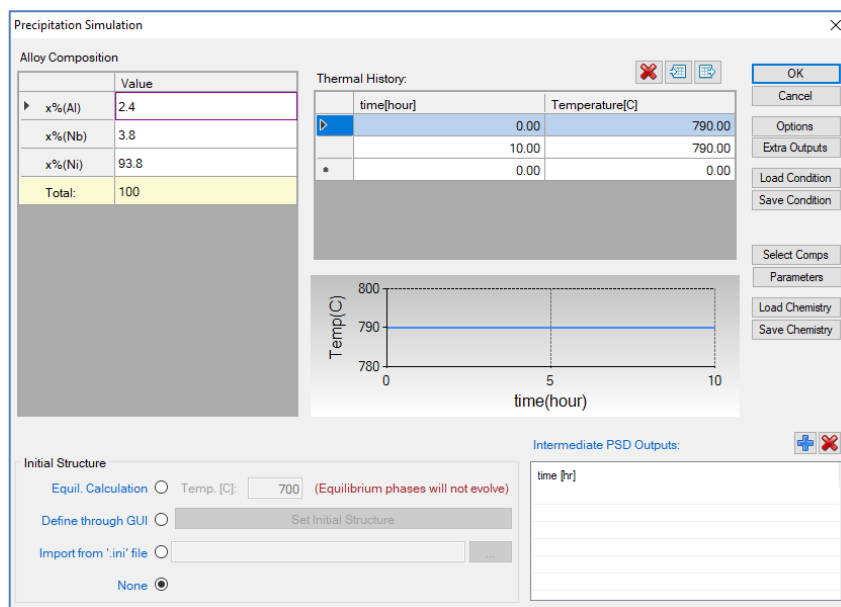 Precipitation Simulation
Alloy Composition
Value
x%(Al) 2.4
x%(Nb) 3.8
x%(Ni) 93.8
Total: 100
Thermal History:
time[hour] Temperature[C]
0.00 790.00
10.00 790.00
* 0.00 0.00
OK
Cancel
Options
Extra Outputs
Load Condition
Save Condition
Select Comps
Parameters
Load Chemistry
Save Chemistry
Temp(C)
800
790
780
0 5 10
time(hour)
Initial Structure
Equil. Calculation Temp. [C]: 700 (Equilibrium phases will not evolve)
Define through GUI Set Initial Structure
Import from '.ini' file ...
None
Intermediate PSD Outputs:
time [hr]